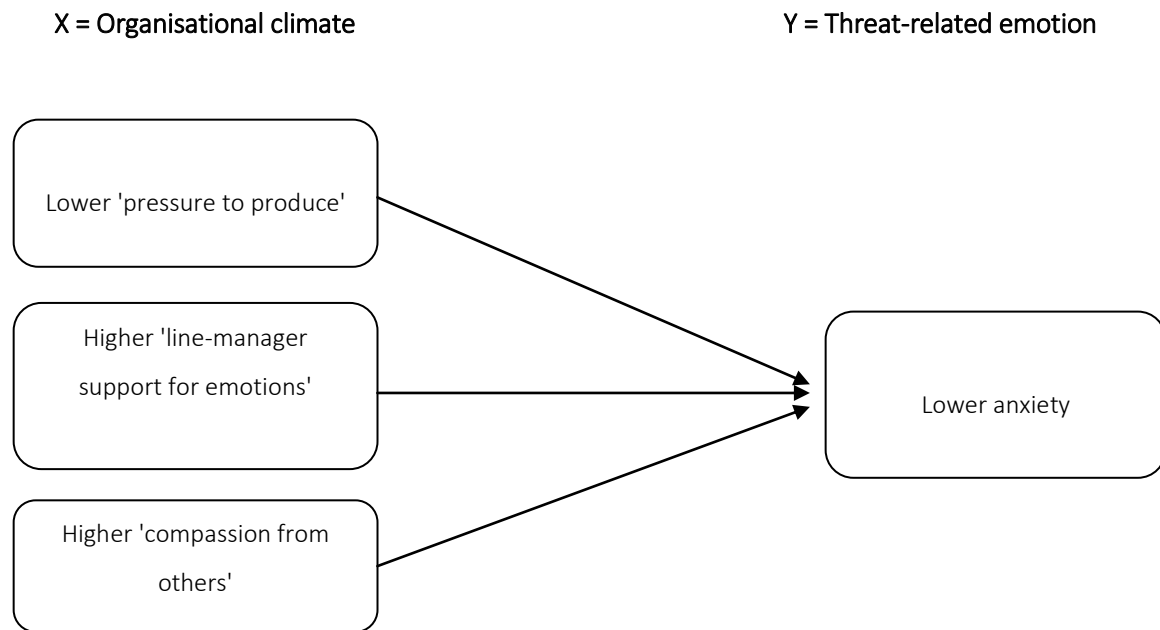 X = Organisational climate
Y = Threat-related emotion
Lower 'pressure to produce'
Higher 'line-manager
support for emotions'
Higher 'compassion from
others'
Lower anxiety